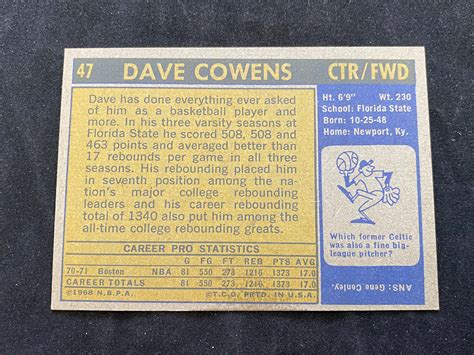 47 DAVE COWENS CTR/FWD
Dave has done everything ever asked
of him as a basketball player and
more. In his three varsity seasons at
Florida State he scored 508, 508 and
463 points and averaged better than
17 rebounds per game in all three
seasons. His rebounding placed him
in seventh position among the na-
tion's major college rebounding
leaders and his career rebounding
total of 1340 also put him among the
all-time college rebounding greats.
CAREER PRO STATISTICS
G FG REB PTS AVG
70-71 Boston NBA 81 550 273 1216 1373 17.0
CAREER TOTALS 81 550 273 1216 1373 17.0
©1968 N.B.P.A. ©T.C.G. PRTD. IN U.S.A.
Ht. 6'9" Wt. 230
School: Florida State
Born: 10-25-48
Home: Newport, Ky.
Which former Celtic
was also a fine big-
league pitcher?
ANS: Gene Conley.